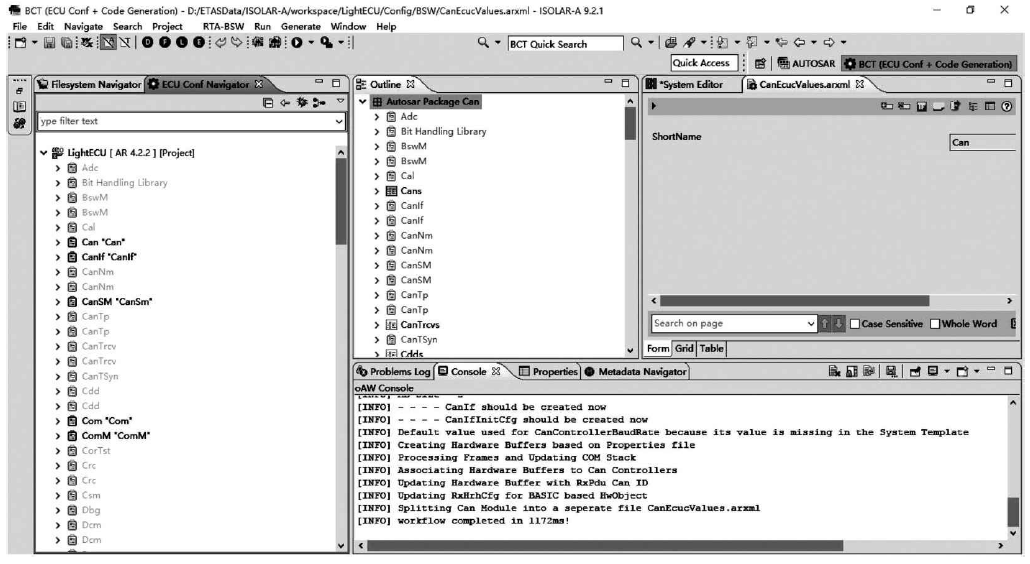 BCT (ECU Conf + Code Generation) - D:/ETASData/ISOLAR-A/workspace/LightECU/Config/BSW/CanEcucValues.arxml - ISOLAR-A 9.2.1
File Edit Navigate Search Project RTA-BSW Run Generate Window Help
BCT Quick Search
Quick Access
AUTOSAR
BCT (ECU Conf + Code Generation)
Filesystem Navigator
ECU Conf Navigator
ype filter text
LightECU [ AR 4.2.2 ] [Project]
Adc
Bit Handling Library
BswM
BswM
Cal
Can "Can"
CanIf "CanIf"
CanNm
CanNm
CanSM "CanSm"
CanTp
CanTp
CanTrcv
CanTrcv
CanTSyn
Cdd
Cdd
Com "Com"
ComM "ComM"
CorTst
Crc
Crc
Csm
Dbg
Dcm
Dcm
Outline
Autosar Package Can
Adc
Bit Handling Library
BswM
BswM
Cal
Cans
CanIf
CanIf
CanNm
CanNm
CanSM
CanSM
CanTp
CanTp
CanTrcvs
CanTSyn
Cdds
*System Editor
CanEcucValues.arxml
ShortName
Can
Search on page
Case Sensitive
Whole Word
Form Grid Table
Problems Log
Console
Properties
Metadata Navigator
oAW Console
[INFO] - - - - CanIf should be created now
[INFO] - - - - CanIfInitCfg should be created now
[INFO] Default value used for CanControllerBaudRate because its value is missing in the System Template
[INFO] Creating Hardware Buffers based on Properties file
[INFO] Processing Frames and Updating COM Stack
[INFO] Associating Hardware Buffers to Can Controllers
[INFO] Updating Hardware Buffer with RxPdu Can ID
[INFO] Updating RxHrhCfg for BASIC based HwObject
[INFO] Splitting Can Module into a seperate file CanEcucValues.arxml
[INFO] workflow completed in 1172ms!